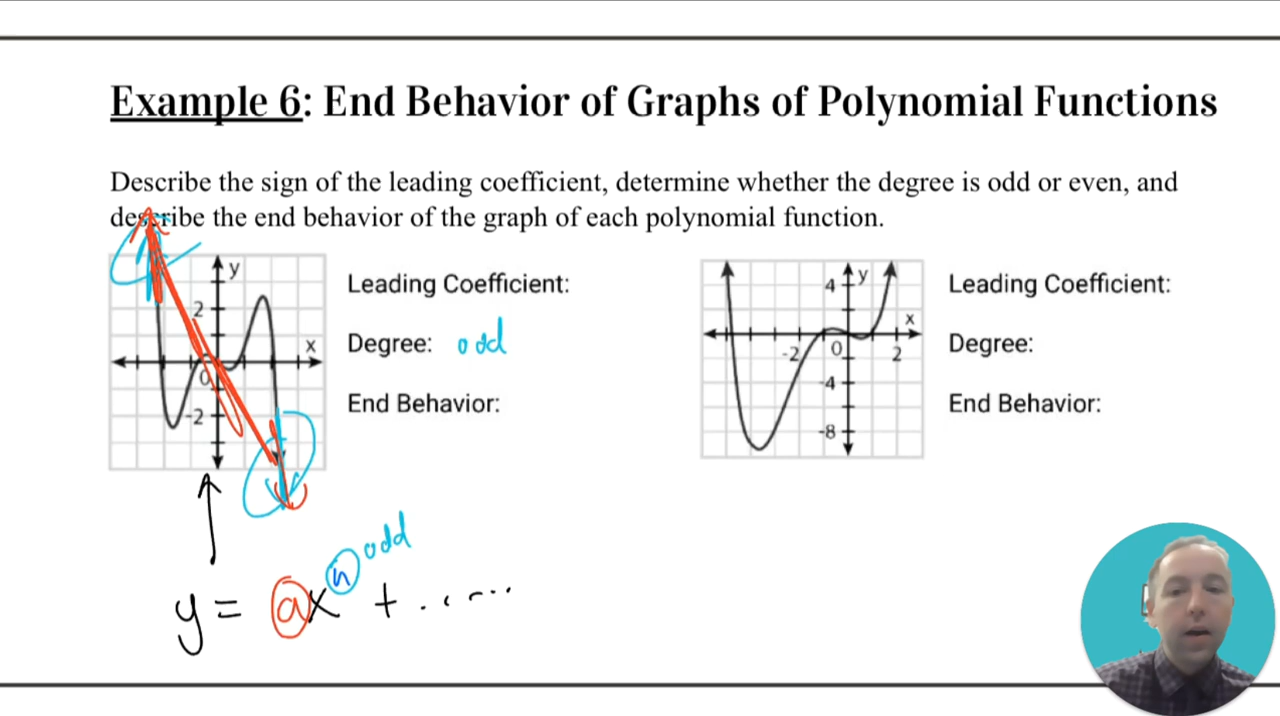 Example 6: End Behavior of Graphs of Polynomial Functions
Describe the sign of the leading coefficient, determine whether the degree is odd or even, and
describe the end behavior of the graph of each polynomial function.
y
2
x
0
-2
Leading Coefficient:
Degree: odd
End Behavior:
4
y
x
-2
0
2
-4
-8
Leading Coefficient:
Degree:
End Behavior:
odd
y = axⁿ + ......